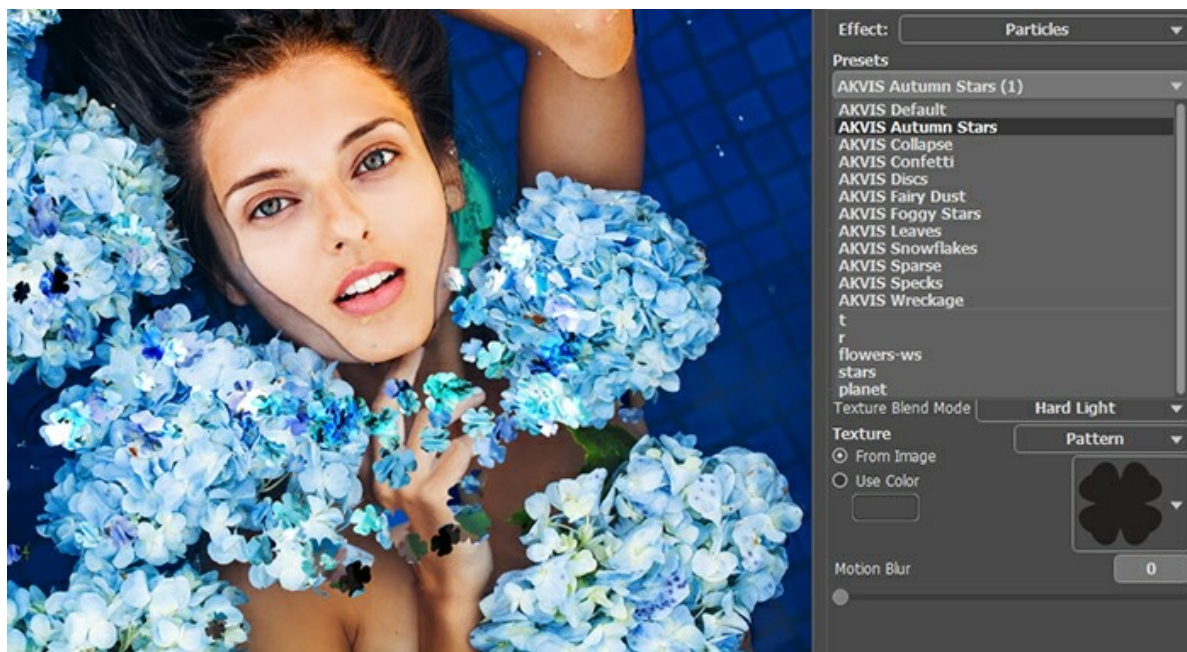 Effect: Particles
Presets
AKVIS Autumn Stars (1)
AKVIS Default
AKVIS Autumn Stars
AKVIS Collapse
AKVIS Confetti
AKVIS Discs
AKVIS Fairy Dust
AKVIS Foggy Stars
AKVIS Leaves
AKVIS Snowflakes
AKVIS Sparse
AKVIS Specks
AKVIS Wreckage
t
r
flowers-ws
stars
planet
Texture Blend Mode Hard Light
Texture Pattern
From Image
Use Color
Motion Blur 0